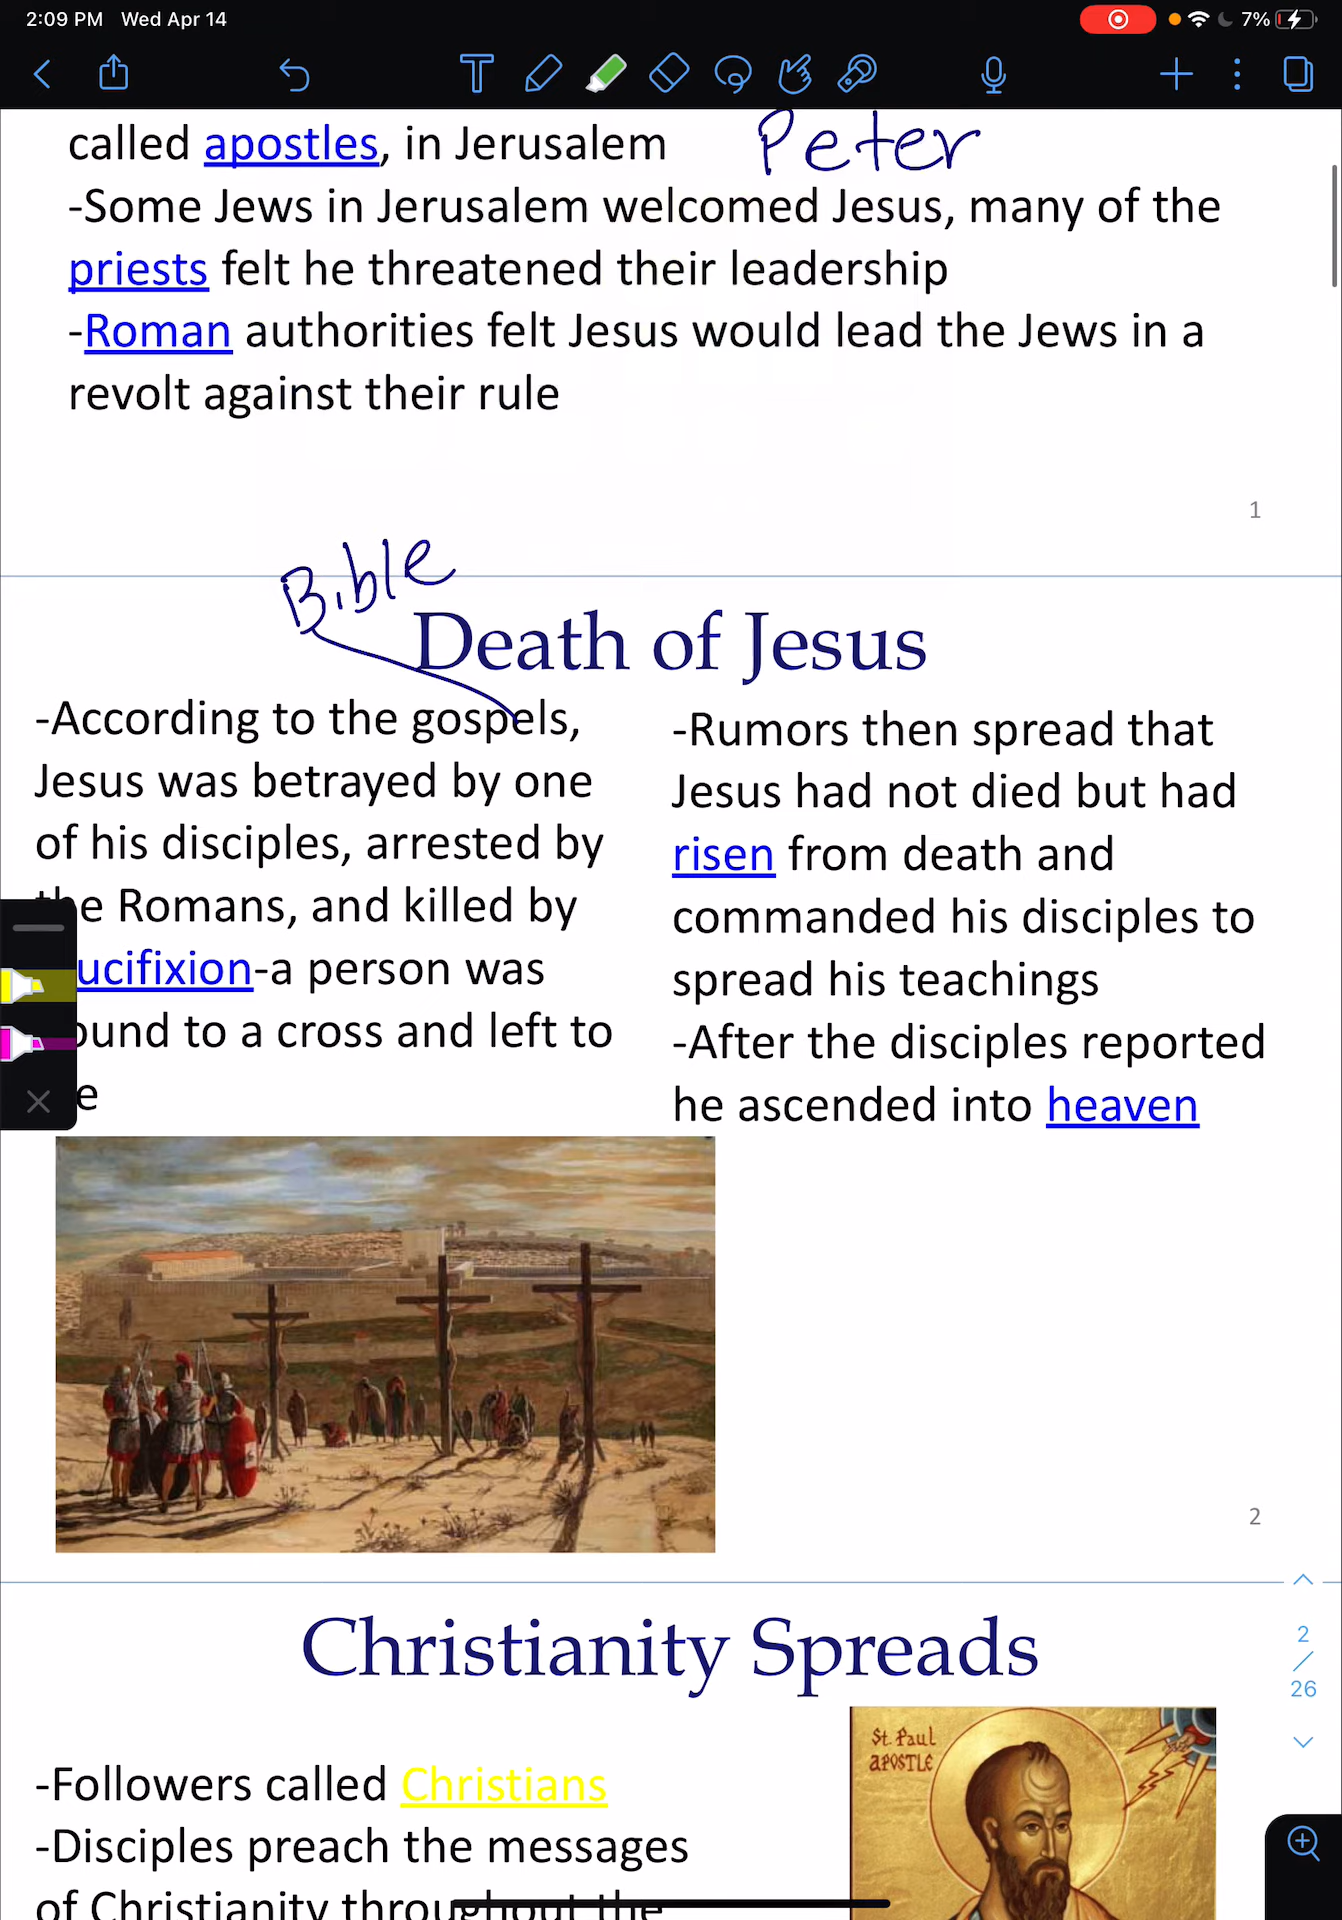 2:09 PM Wed Apr 14
7%
called apostles, in Jerusalem
Peter
-Some Jews in Jerusalem welcomed Jesus, many of the
priests felt he threatened their leadership
-Roman authorities felt Jesus would lead the Jews in a
revolt against their rule
1
Bible
Death of Jesus
-According to the gospels,
Jesus was betrayed by one
of his disciples, arrested by
the Romans, and killed by
ucifixion-a person was
ound to a cross and left to
e
-Rumors then spread that
Jesus had not died but had
risen from death and
commanded his disciples to
spread his teachings
-After the disciples reported
he ascended into heaven
2
Christianity Spreads
2
/
26
St. Paul
APOSTLE
-Followers called Christians
-Disciples preach the messages
of Christianity throughout the